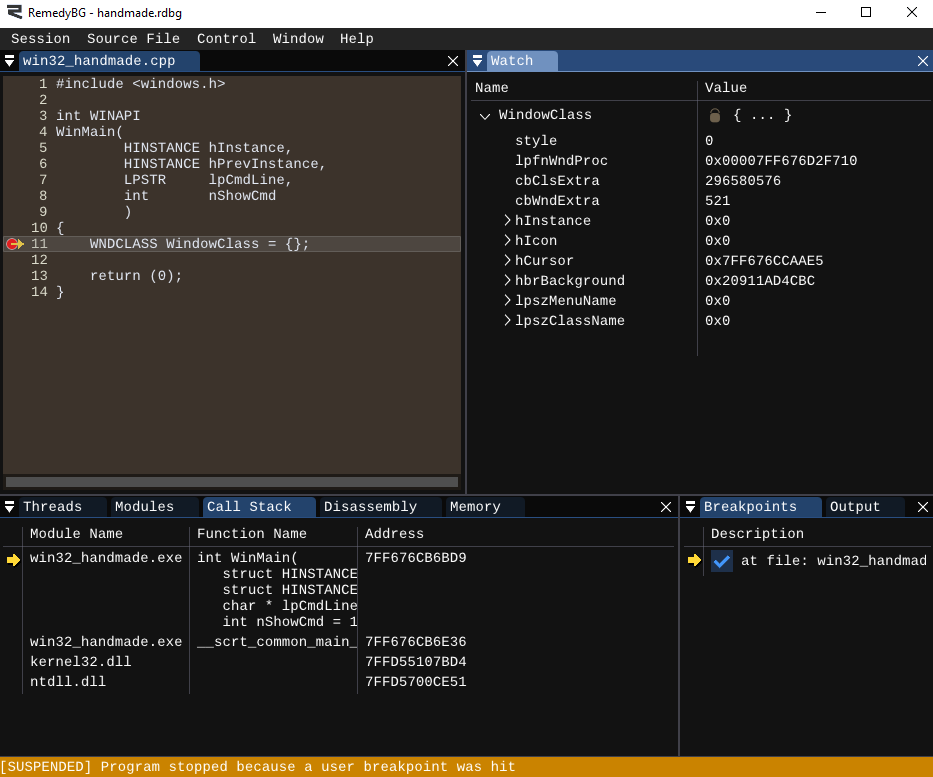 RemedyBG - handmade.rdbg
Session Source File Control Window Help
win32_handmade.cpp
1 #include <windows.h>
2
3 int WINAPI
4 WinMain(
5 HINSTANCE hInstance,
6 HINSTANCE hPrevInstance,
7 LPSTR lpCmdLine,
8 int nShowCmd
9 )
10 {
11 WNDCLASS WindowClass = {};
12
13 return (0);
14 }
Watch
Name Value
WindowClass { ... }
style 0
lpfnWndProc 0x00007FF676D2F710
cbClsExtra 296580576
cbWndExtra 521
hInstance 0x0
hIcon 0x0
hCursor 0x7FF676CCAAE5
hbrBackground 0x20911AD4CBC
lpszMenuName 0x0
lpszClassName 0x0
Threads Modules Call Stack Disassembly Memory
Module Name Function Name Address
win32_handmade.exe int WinMain( 7FF676CB6BD9
struct HINSTANCE
struct HINSTANCE
char * lpCmdLine
int nShowCmd = 1
win32_handmade.exe __scrt_common_main_ 7FF676CB6E36
kernel32.dll 7FFD55107BD4
ntdll.dll 7FFD5700CE51
Breakpoints Output
Description
at file: win32_handmad
[SUSPENDED] Program stopped because a user breakpoint was hit